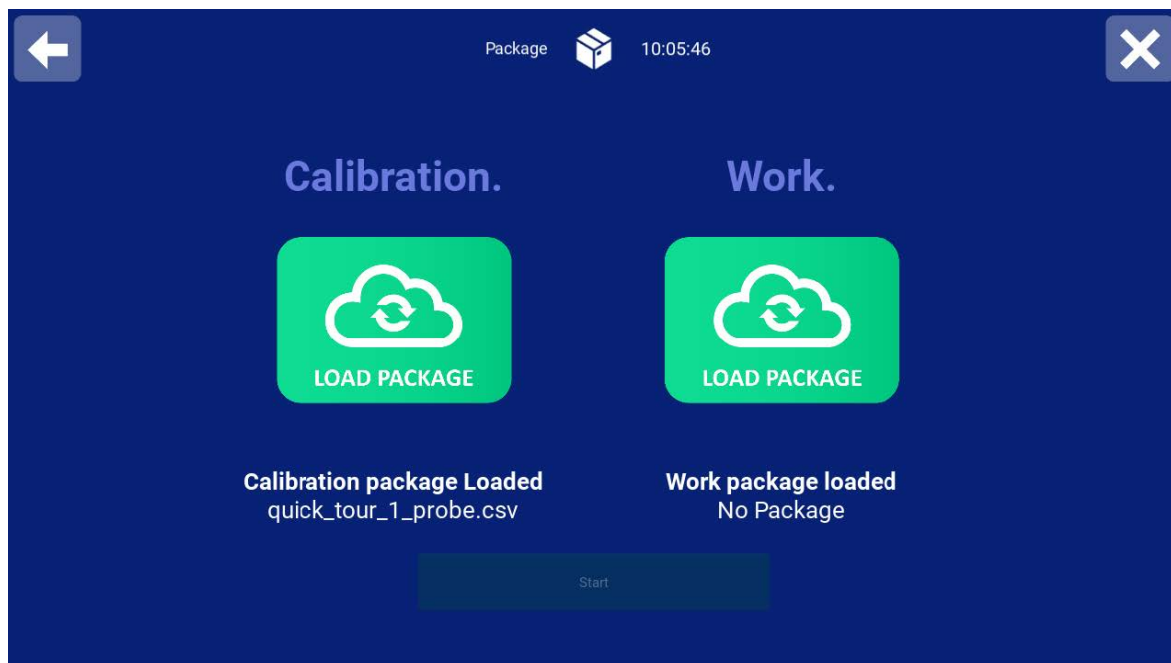 Package 10:05:46
Calibration. Work.
LOAD PACKAGE LOAD PACKAGE
Calibration package Loaded Work package loaded
quick_tour_1_probe.csv No Package
Start